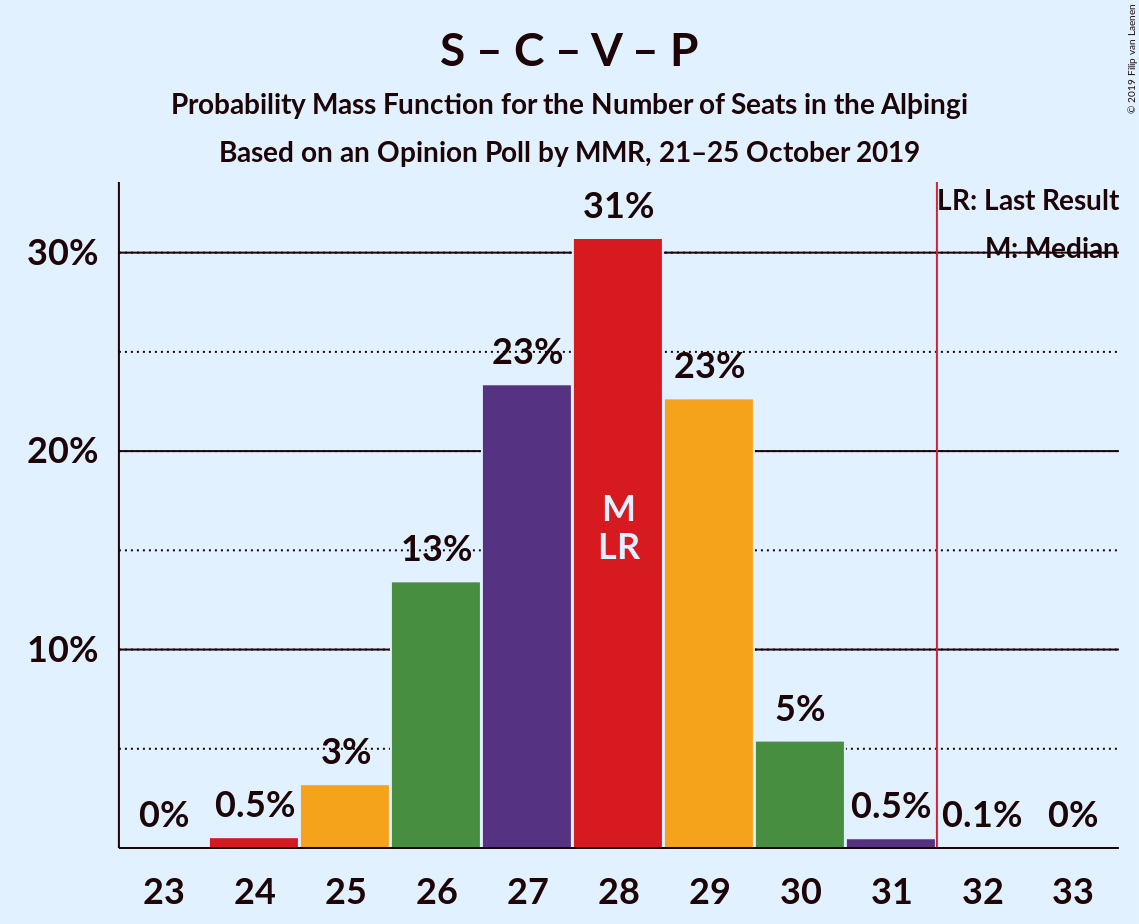 S – C – V – P
Probability Mass Function for the Number of Seats in the Alþingi
Based on an Opinion Poll by MMR, 21–25 October 2019
© 2019 Filip van Laenen
LR: Last Result
M: Median
30%
20%
10%
0%
0.5%
3%
13%
23%
31%
23%
5%
0.5%
0.1%
0%
M
LR
23 24 25 26 27 28 29 30 31 32 33